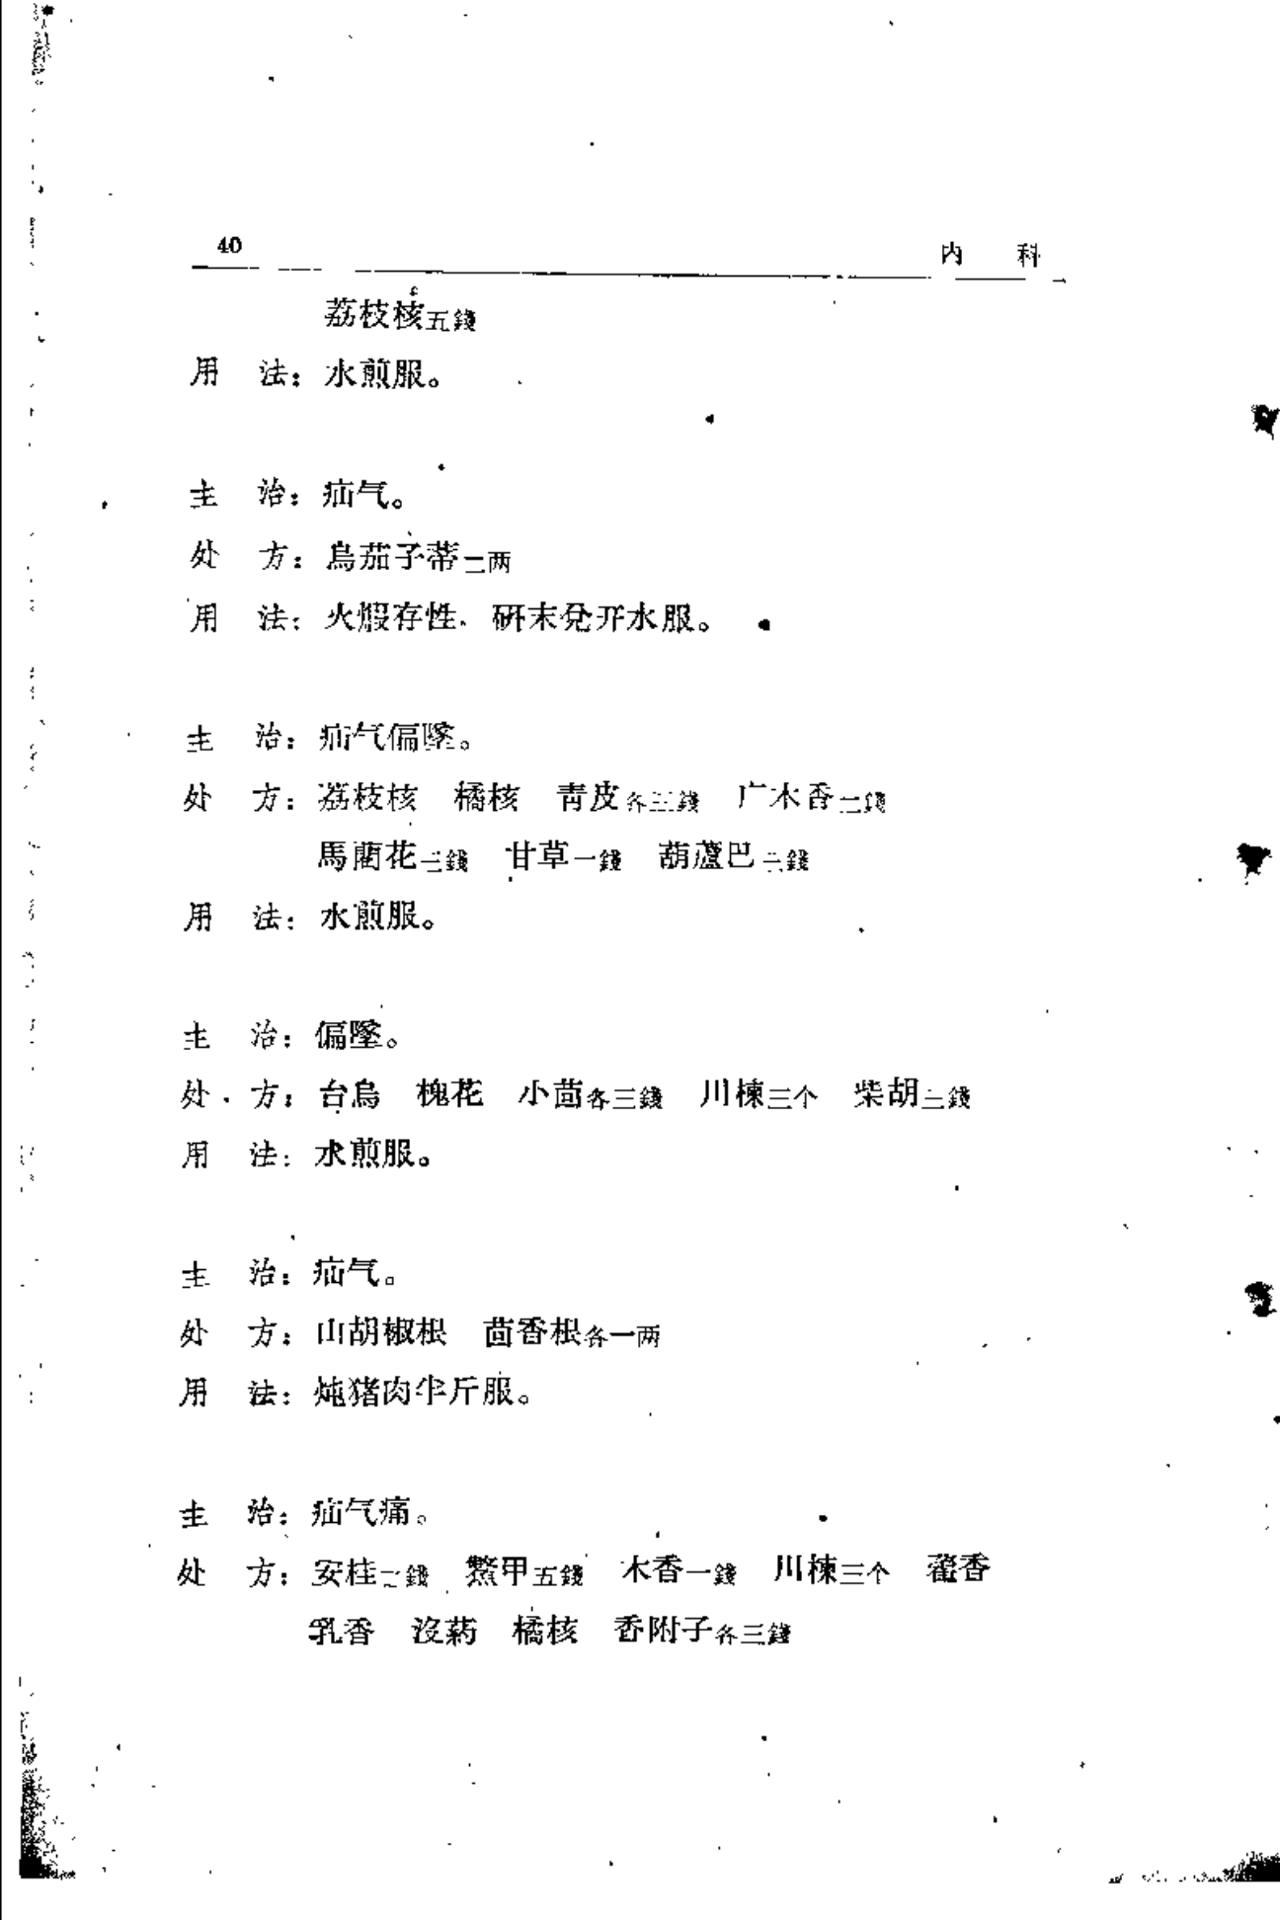 40 内 科
荔枝核五錢
用 法：水煎服。
主 治：疝气。
处 方：烏茄子蒂二两
用 法：火煅存性，研末兌开水服。
主 治：疝气偏墜。
处 方：荔枝核 橘核 青皮各三錢 广木香二錢
馬藺花三錢 甘草一錢 葫蘆巴 錢
用 法：水煎服。
主 治：偏墜。
处 方：台烏 槐花 小茴各三錢 川楝三个 柴胡 錢
用 法：水煎服。
主 治：疝气。
处 方：山胡椒根 茴香根各一两
用 法：炖猪肉半斤服。
主 治：疝气痛。
处 方：安桂 錢 鱉甲五錢 木香一錢 川楝三个 藿香
乳香 沒葯 橘核 香附子各三錢